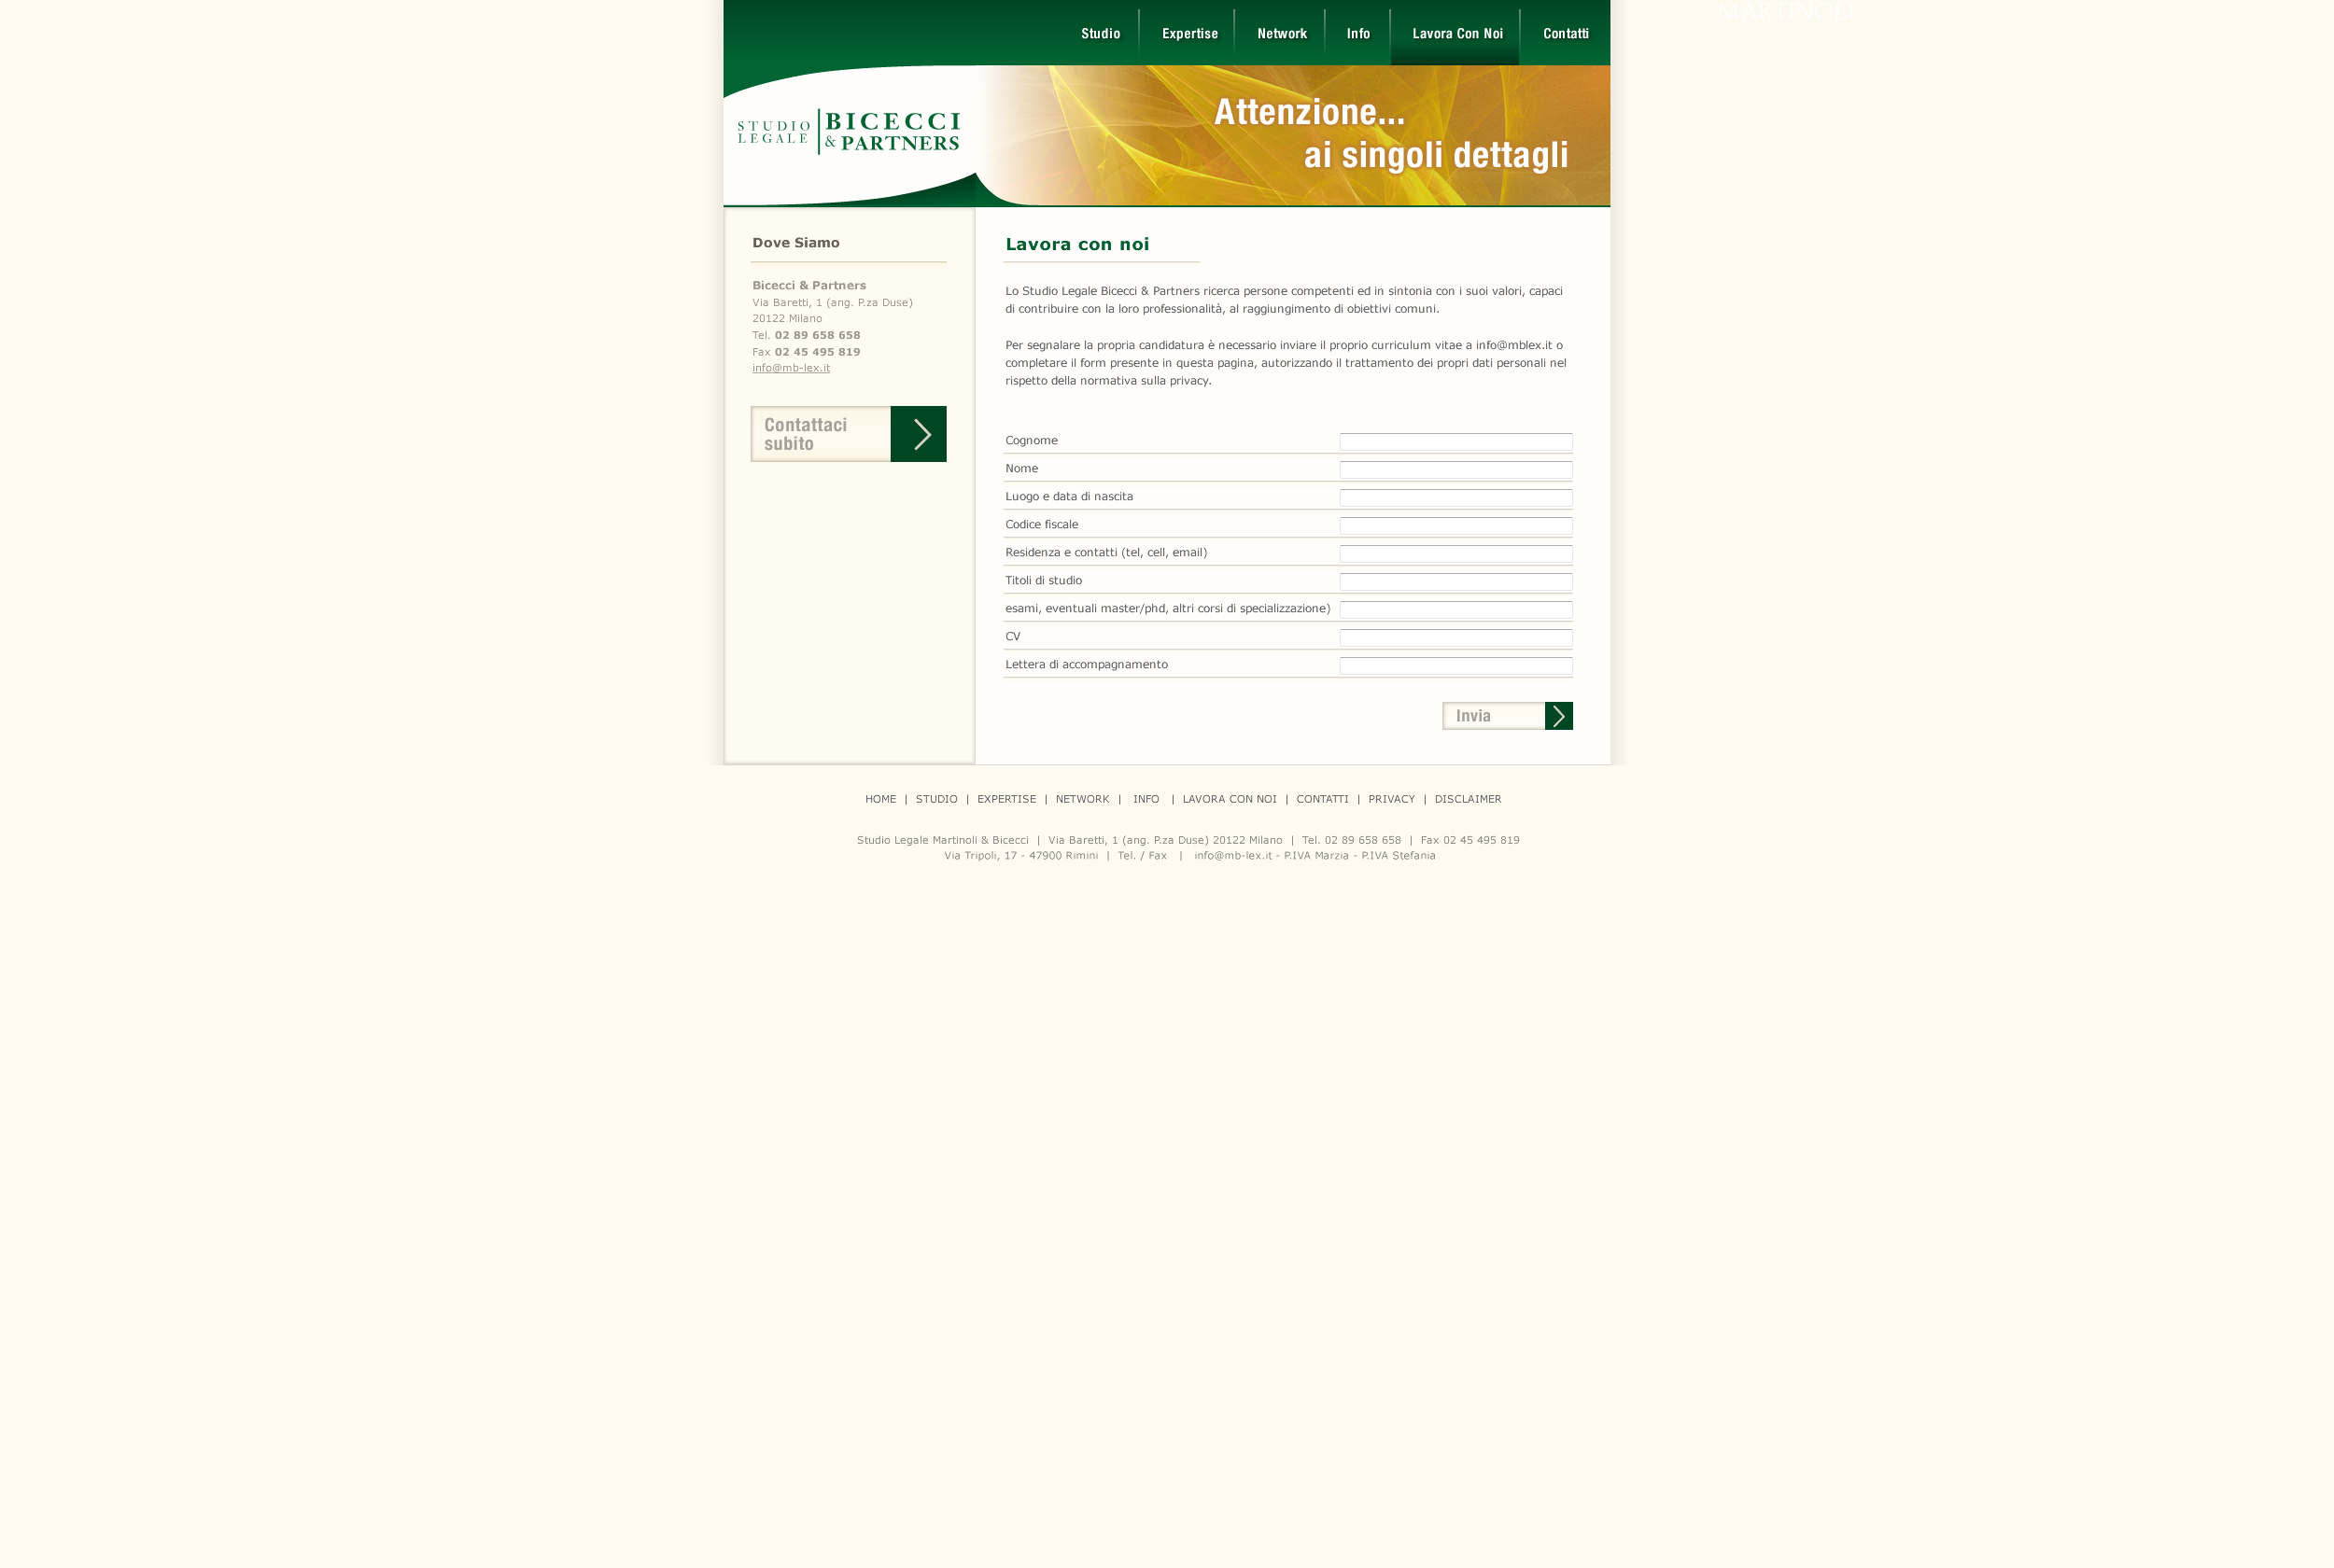 MARTINOLI
Studio
Expertise
Network
Info
Lavora Con Noi
Contatti
STUDIO LEGALE
BICECCI
& PARTNERS
Attenzione...
ai singoli dettagli
Dove Siamo
Bicecci & Partners
Via Baretti, 1 (ang. P.za Duse)
20122 Milano
Tel. 02 89 658 658
Fax 02 45 495 819
info@mb-lex.it
Contattaci
subito
Lavora con noi
Lo Studio Legale Bicecci & Partners ricerca persone competenti ed in sintonia con i suoi valori, capaci
di contribuire con la loro professionalità, al raggiungimento di obiettivi comuni.
Per segnalare la propria candidatura è necessario inviare il proprio curriculum vitae a info@mblex.it o
completare il form presente in questa pagina, autorizzando il trattamento dei propri dati personali nel
rispetto della normativa sulla privacy.
Cognome
Nome
Luogo e data di nascita
Codice fiscale
Residenza e contatti (tel, cell, email)
Titoli di studio
esami, eventuali master/phd, altri corsi di specializzazione)
CV
Lettera di accompagnamento
Invia
HOME | STUDIO | EXPERTISE | NETWORK | INFO | LAVORA CON NOI | CONTATTI | PRIVACY | DISCLAIMER
Studio Legale Martinoli & Bicecci | Via Baretti, 1 (ang. P.za Duse) 20122 Milano | Tel. 02 89 658 658 | Fax 02 45 495 819
Via Tripoli, 17 - 47900 Rimini | Tel. / Fax | info@mb-lex.it - P.IVA Marzia - P.IVA Stefania